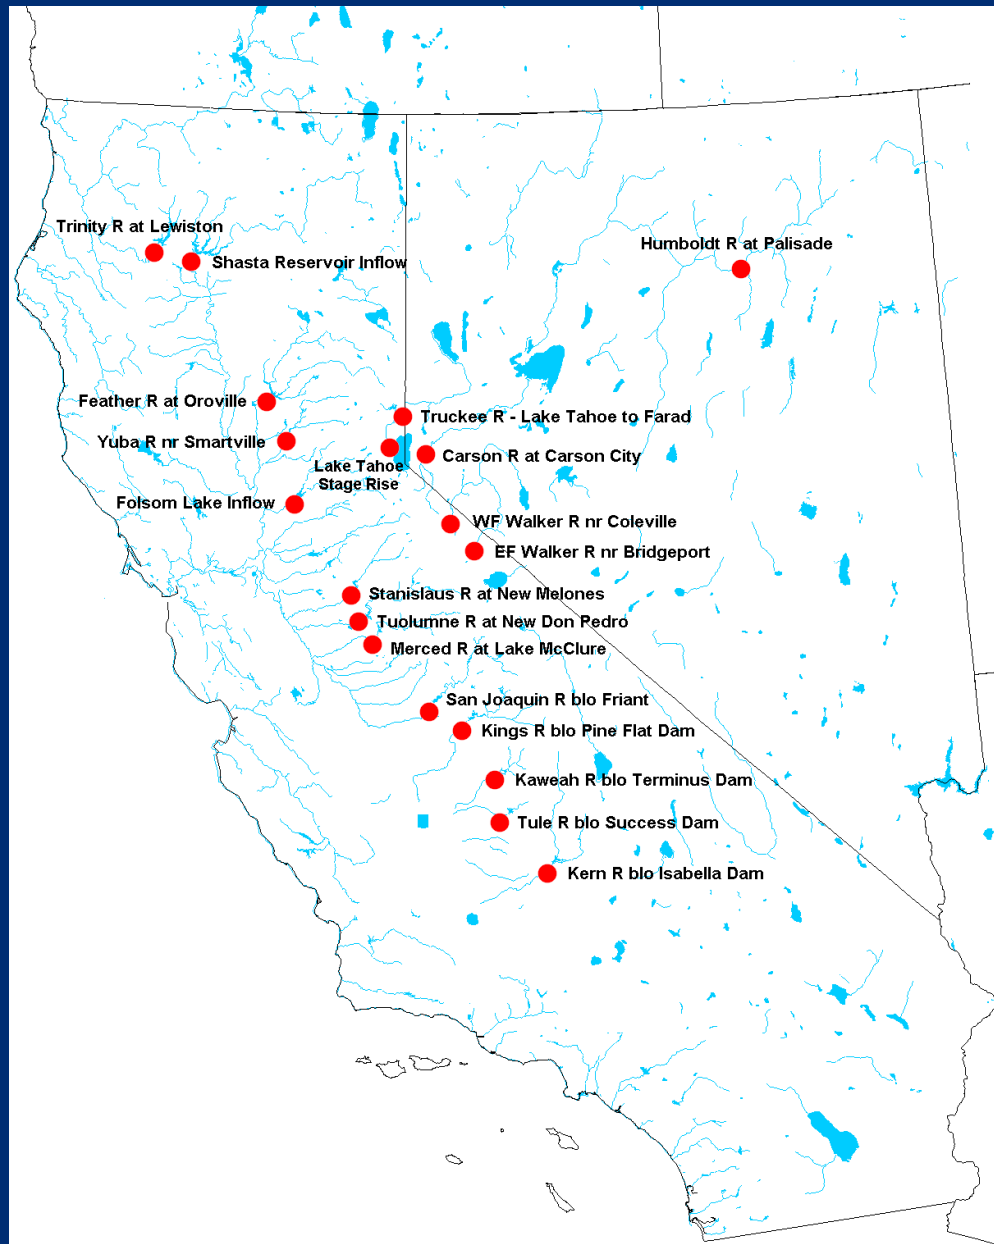 Trinity R at Lewiston
Humboldt R at Palisade
Shasta Reservoir Inflow
Feather R at Oroville
Truckee R - Lake Tahoe to Farad
Yuba R nr Smartville
Carson R at Carson City
Lake Tahoe
Stage Rise
Folsom Lake Inflow
WF Walker R nr Coleville
EF Walker R nr Bridgeport
Stanislaus R at New Melones
Tuolumne R at New Don Pedro
Merced R at Lake McClure
San Joaquin R blo Friant
Kings R blo Pine Flat Dam
Kaweah R blo Terminus Dam
Tule R blo Success Dam
Kern R blo Isabella Dam